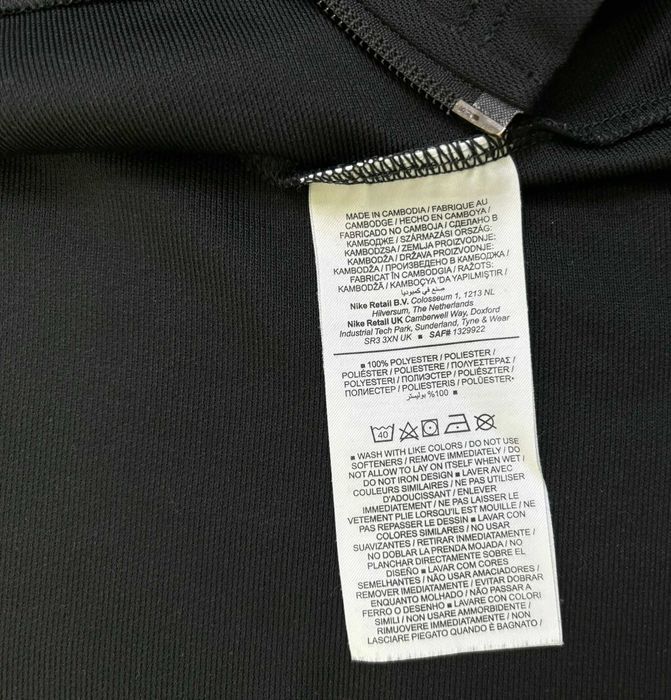 MADE IN CAMBODIA / FABRIQUE AU
CAMBODGE / HECHO EN CAMBOYA /
FABRICADO NO CAMBOJA / СДЕЛАНО В
КАМБОДЖЕ / SZÁRMAZÁSI ORSZÁG:
KAMBODZSA / ZEMLJA PROIZVODNJE:
KAMBODŽA / DRŽAVA PROIZVODNJE:
KAMBODŽA / ПРОИЗВЕДЕНО В КАМБОДЖА /
FABRICAT ÎN CAMBODGIA / RAŽOTS:
KAMBODŽĀ / KAMBOÇYA 'DA YAPILMIŞTIR /
صنع في كمبوديا
Nike Retail B.V. Colosseum 1, 1213 NL
Hilversum, The Netherlands
Nike Retail UK Camberwell Way, Doxford
Industrial Tech Park, Sunderland, Tyne & Wear
SR3 3XN UK ■ SAF# 1329922
■ 100% POLYESTER / POLIESTER /
POLIÉSTER / POLIESTERE / ΠΟΛΥΕΣΤΕΡΑΣ /
POLYESTERI / ПОЛИЭСТЕР / POLIÉSZTER /
ПОЛИЕСТЕР / POLIESTERIS / POLÜESTER ■
100% بوليستر
40
■ WASH WITH LIKE COLORS / DO NOT USE
SOFTENERS / REMOVE IMMEDIATELY / DO
NOT ALLOW TO LAY ON ITSELF WHEN WET /
DO NOT IRON DESIGN ■ LAVER AVEC
COULEURS SIMILAIRES / NE PAS UTILISER
D'ADOUCISSANT / ENLEVER
IMMEDIATEMENT / NE PAS LAISSER LE
VETEMENT PLIE LORSQU'IL EST MOUILLE / NE
PAS REPASSER LE DESSIN ■ LAVAR CON
COLORES SIMILARES / NO USAR
SUAVIZANTES / RETIRAR INMEDIATAMENTE /
NO DOBLAR LA PRENDA MOJADA / NO
PLANCHAR DIRECTAMENTE SOBRE EL
DISEÑO ■ LAVAR COM CORES
SEMELHANTES / NÃO USAR AMACIADORES /
REMOVER IMEDIATAMENTE / EVITAR DOBRAR
ENQUANTO MOLHADO / NÃO PASSAR A
FERRO O DESENHO ■ LAVARE CON COLORI
SIMILI / NON USARE AMMORBIDENTE /
RIMUOVERE IMMEDIATAMENTE / NON
LASCIARE PIEGATO QUANDO È BAGNATO /